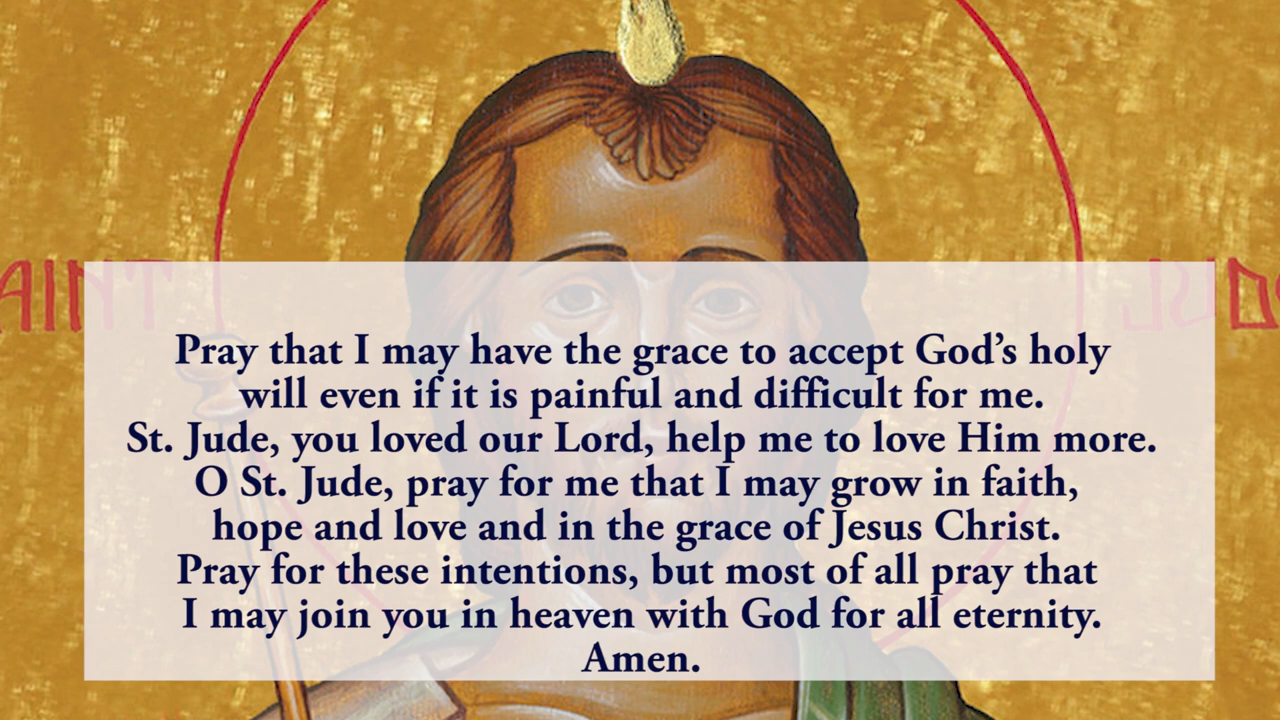 AINT JUD
Pray that I may have the grace to accept God’s holy
will even if it is painful and difficult for me.
St. Jude, you loved our Lord, help me to love Him more.
O St. Jude, pray for me that I may grow in faith,
hope and love and in the grace of Jesus Christ.
Pray for these intentions, but most of all pray that
I may join you in heaven with God for all eternity.
Amen.